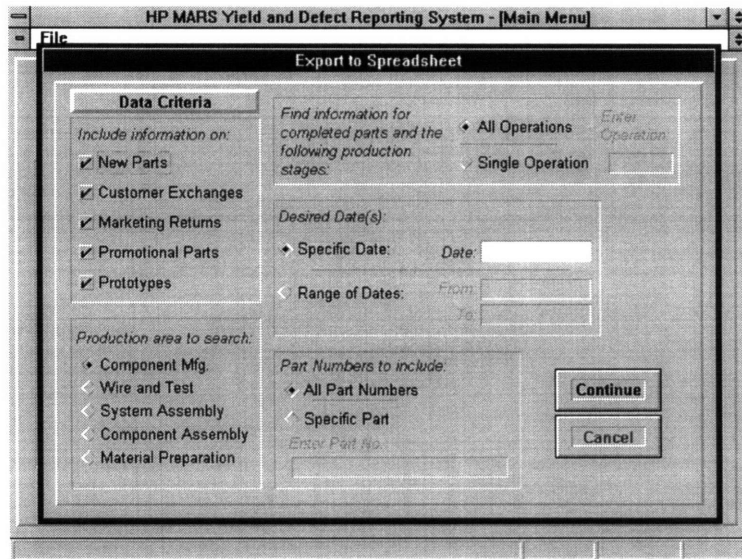 HP MARS Yield and Defect Reporting System - [Main Menu]
File
Export to Spreadsheet
Data Criteria
Include information on:
New Parts
Customer Exchanges
Marketing Returns
Promotional Parts
Prototypes
Production area to search:
Component Mfg.
Wire and Test
System Assembly
Component Assembly
Material Preparation
Find information for
completed parts and the
following production
stages:
All Operations
Single Operation
Enter
Operation
Desired Date(s):
Specific Date:
Date:
Range of Dates:
From:
To:
Part Numbers to include:
All Part Numbers
Specific Part
Enter Part No.
Continue
Cancel